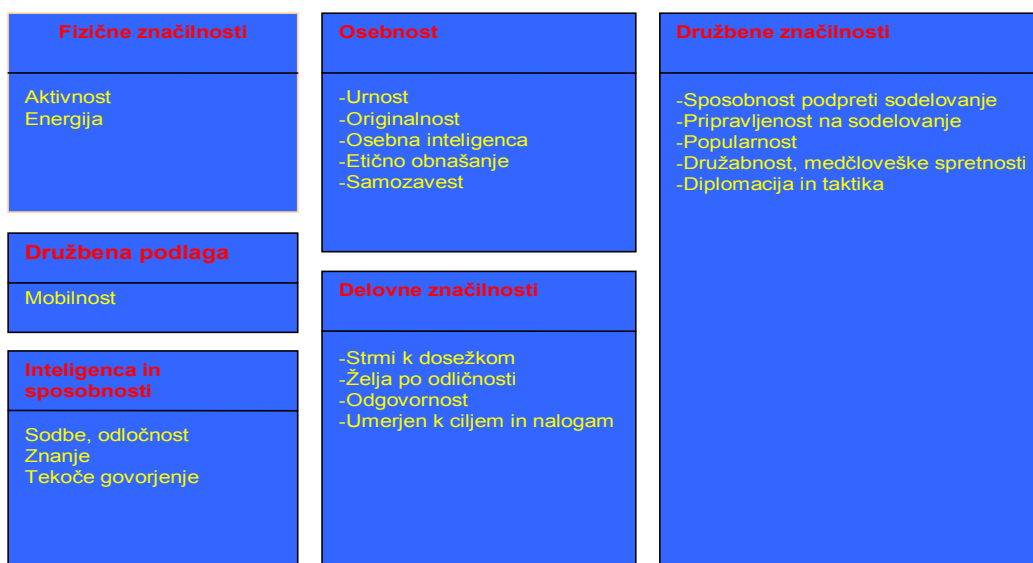 Fizične značilnosti
Aktivnost
Energija
Družbena podlaga
Mobilnost
Inteligenca in
sposobnosti
Sodbe, odločnost
Znanje
Tekoče govorjenje
Osebnost
-Urnost
-Originalnost
-Osebna inteligenca
-Etično obnašanje
-Samozavest
Delovne značilnosti
-Strmi k dosežkom
-Želja po odličnosti
-Odgovornost
-Umerjen k ciljem in nalogam
Družbene značilnosti
-Sposobnost podpreti sodelovanje
-Pripravljenost na sodelovanje
-Popularnost
-Družabnost, medčloveške spretnosti
-Diplomacija in taktika